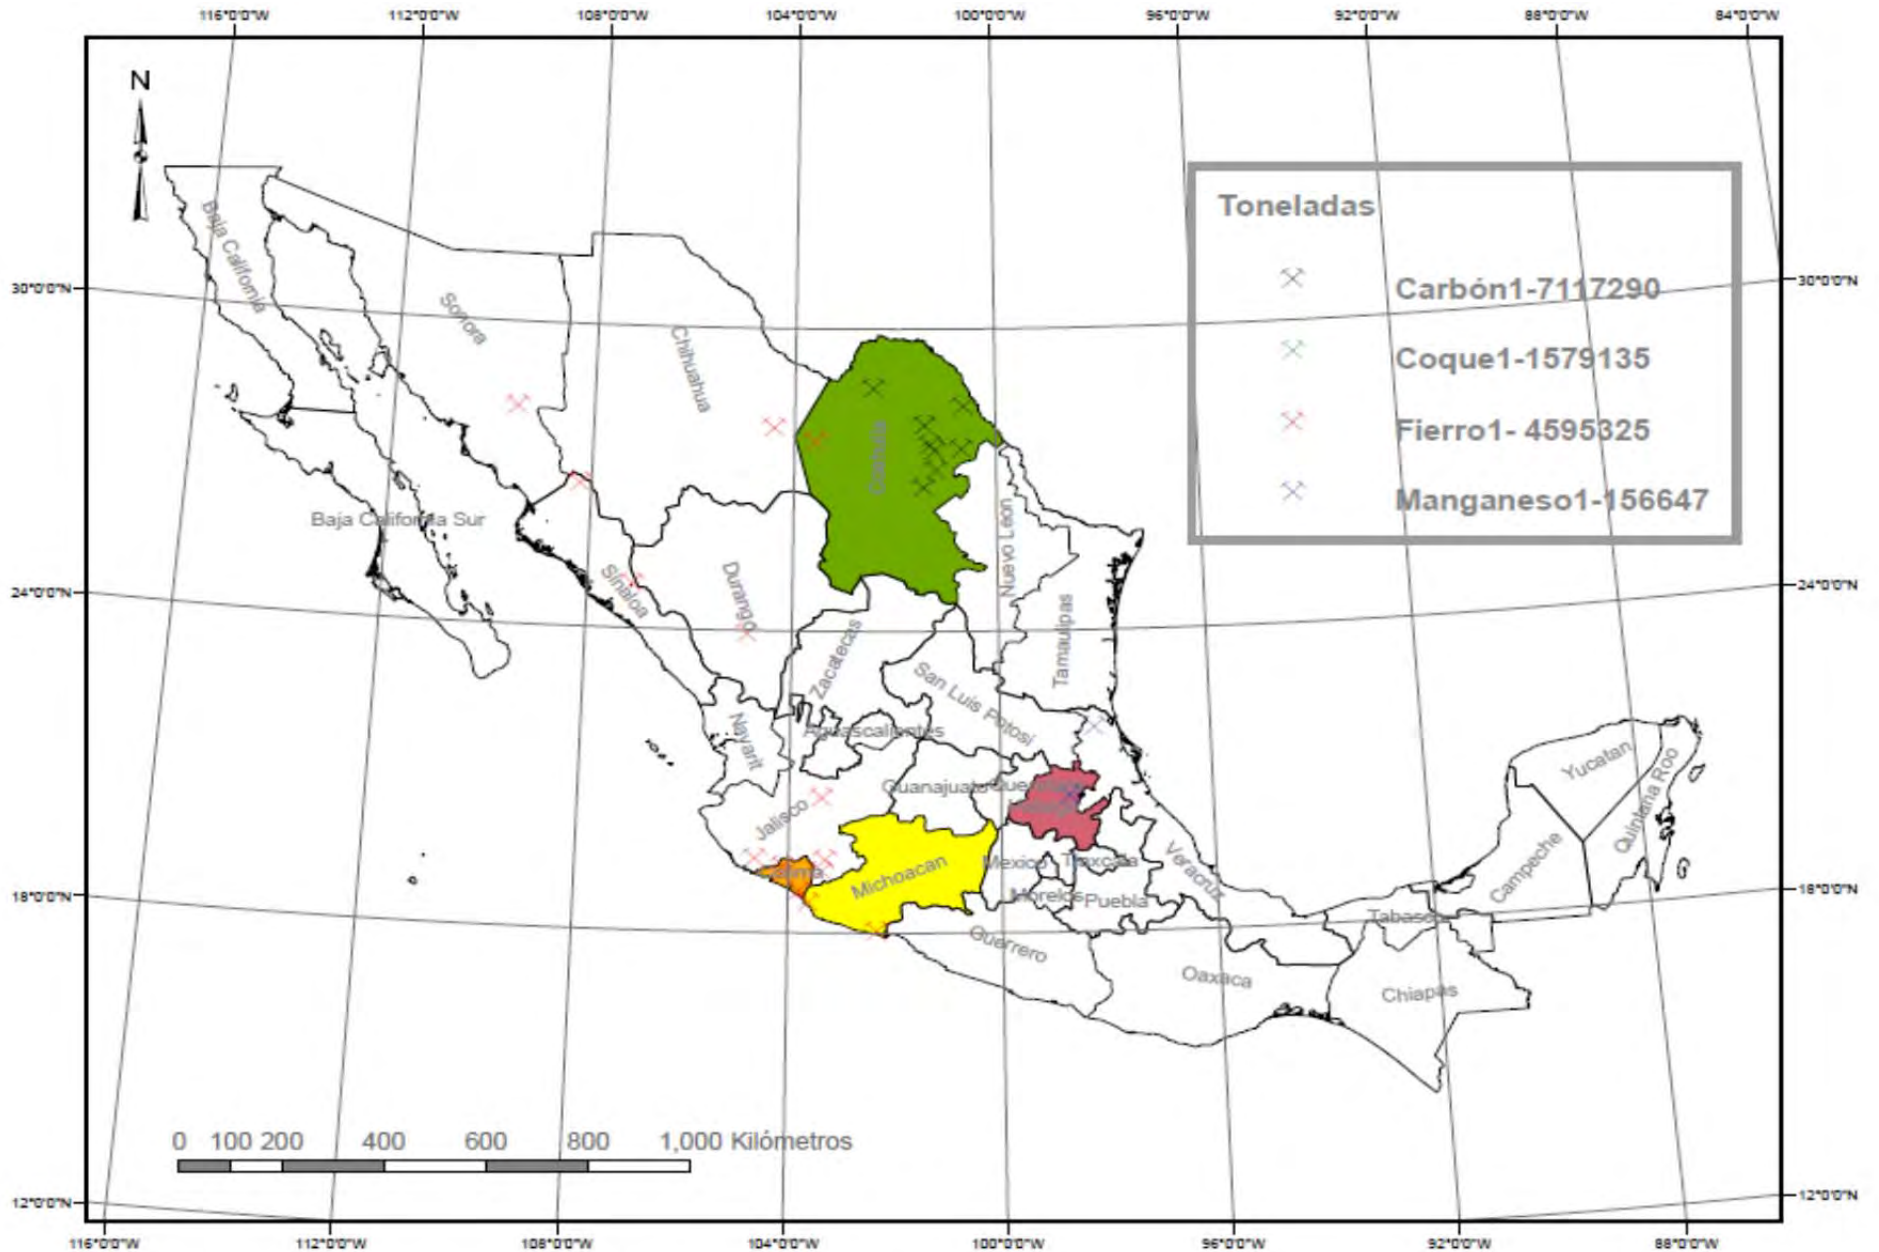 116°0'0"W 112°0'0"W 108°0'0"W 104°0'0"W 100°0'0"W 96°0'0"W 92°0'0"W 88°0'0"W 84°0'0"W
N
Toneladas
Carbón1-7117290
Coque1-1579135
Fierro1- 4595325
Manganeso1-156647
30°0'0"N
30°0'0"N
24°0'0"N
24°0'0"N
18°0'0"N
18°0'0"N
12°0'0"N
12°0'0"N
Baja California
Sonora
Chihuahua
Coahuila
Baja California Sur
Nuevo León
Sinaloa
Durango
Tamaulipas
Zacatecas
San Luis Potosí
Nayarit
Aguascalientes
Guanajuato
Jalisco
Michoacan
Mexico
Tlaxcala
Morelos
Puebla
Veracruz
Guerrero
Oaxaca
Tabasco
Chiapas
Campeche
Yucatan
Quintana Roo
0 100 200 400 600 800 1,000 Kilómetros
116°0'0"W 112°0'0"W 108°0'0"W 104°0'0"W 100°0'0"W 96°0'0"W 92°0'0"W 88°0'0"W